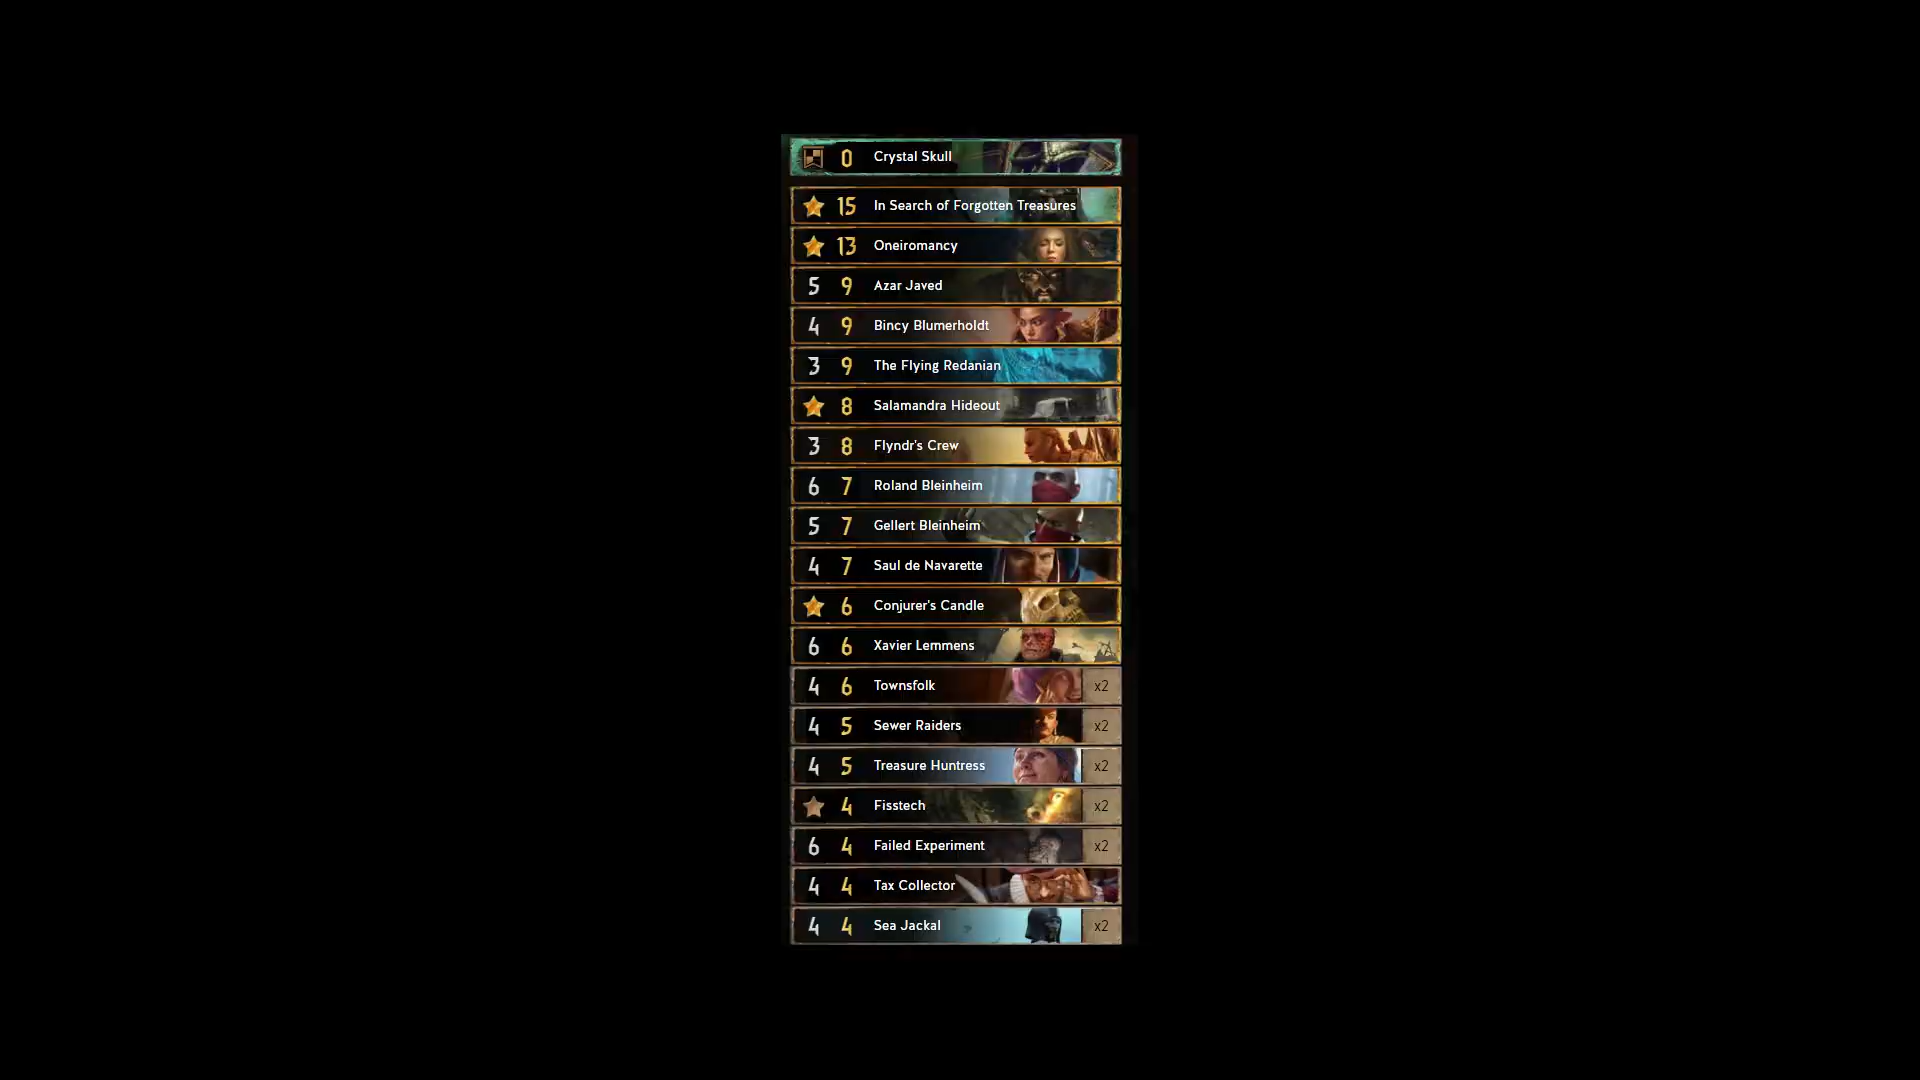 0 Crystal Skull
15 In Search of Forgotten Treasures
13 Oneiromancy
5 9 Azar Javed
4 9 Bincy Blumerholdt
3 9 The Flying Redanian
8 Salamandra Hideout
3 8 Flyndr's Crew
6 7 Roland Bleinheim
5 7 Gellert Bleinheim
4 7 Saul de Navarette
6 Conjurer's Candle
6 6 Xavier Lemmens
4 6 Townsfolk x2
4 5 Sewer Raiders x2
4 5 Treasure Huntress x2
4 Fisstech x2
6 4 Failed Experiment x2
4 4 Tax Collector
4 4 Sea Jackal x2